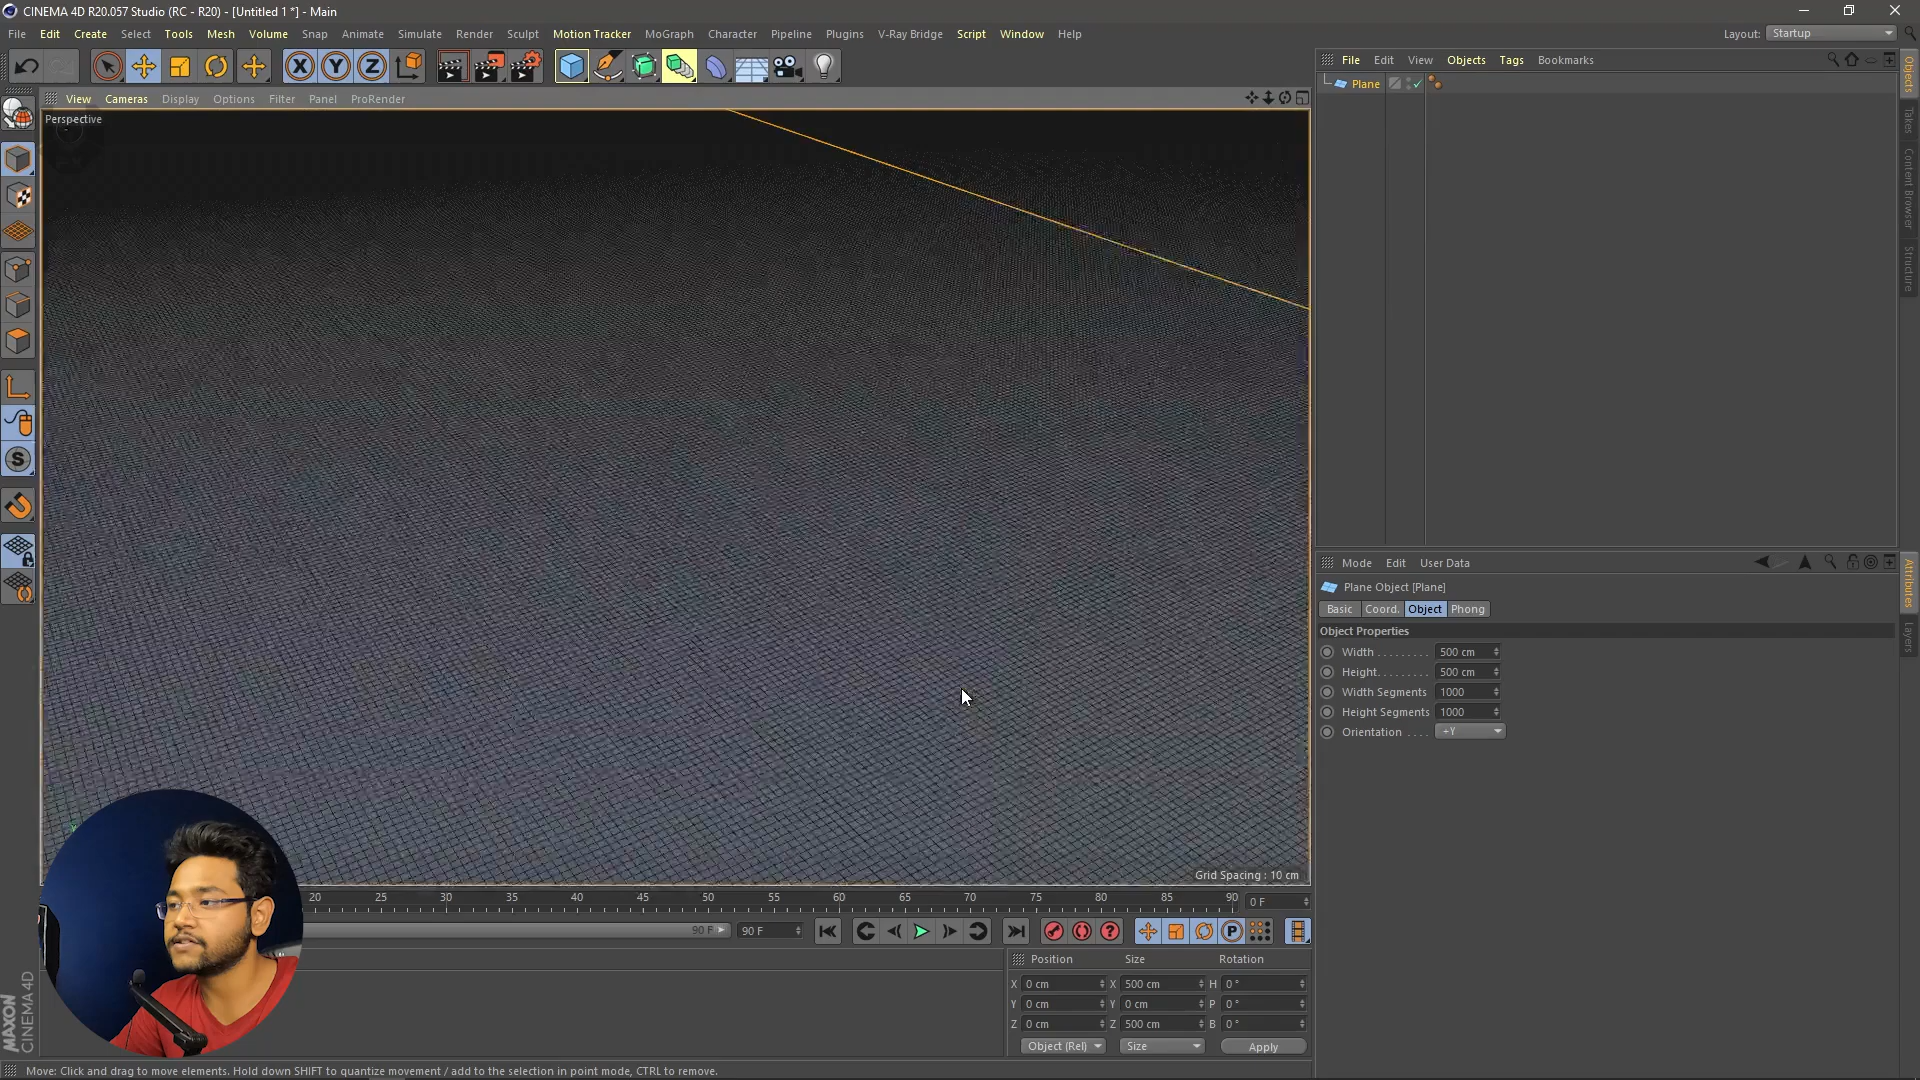 CINEMA 4D R20.057 Studio (RC - R20) - [Untitled 1 *] - Main
File Edit Create Select Tools Mesh Volume Snap Animate Simulate Render Sculpt Motion Tracker MoGraph Character Pipeline Plugins V-Ray Bridge Script Window Help
Layout: Startup
X Y Z
File Edit View Objects Tags Bookmarks
Plane
View Cameras Display Options Filter Panel ProRender
Perspective
Objects
Takes
Content Browser
Structure
S
Mode Edit User Data
Plane Object [Plane]
Basic Coord. Object Phong
Object Properties
Width . . . . . . . . . 500 cm
Height. . . . . . . . . 500 cm
Width Segments 1000
Height Segments 1000
Orientation . . . . +Y
Attributes
Layers
Grid Spacing : 10 cm
20 25 30 35 40 45 50 55 60 65 70 75 80 85 90
0 F
90 F 90 F
P
Position Size Rotation
X 0 cm X 500 cm H 0 °
Y 0 cm Y 0 cm P 0 °
Z 0 cm Z 500 cm B 0 °
Object (Rel) Size Apply
MAXON
CINEMA 4D
Move: Click and drag to move elements. Hold down SHIFT to quantize movement / add to the selection in point mode, CTRL to remove.